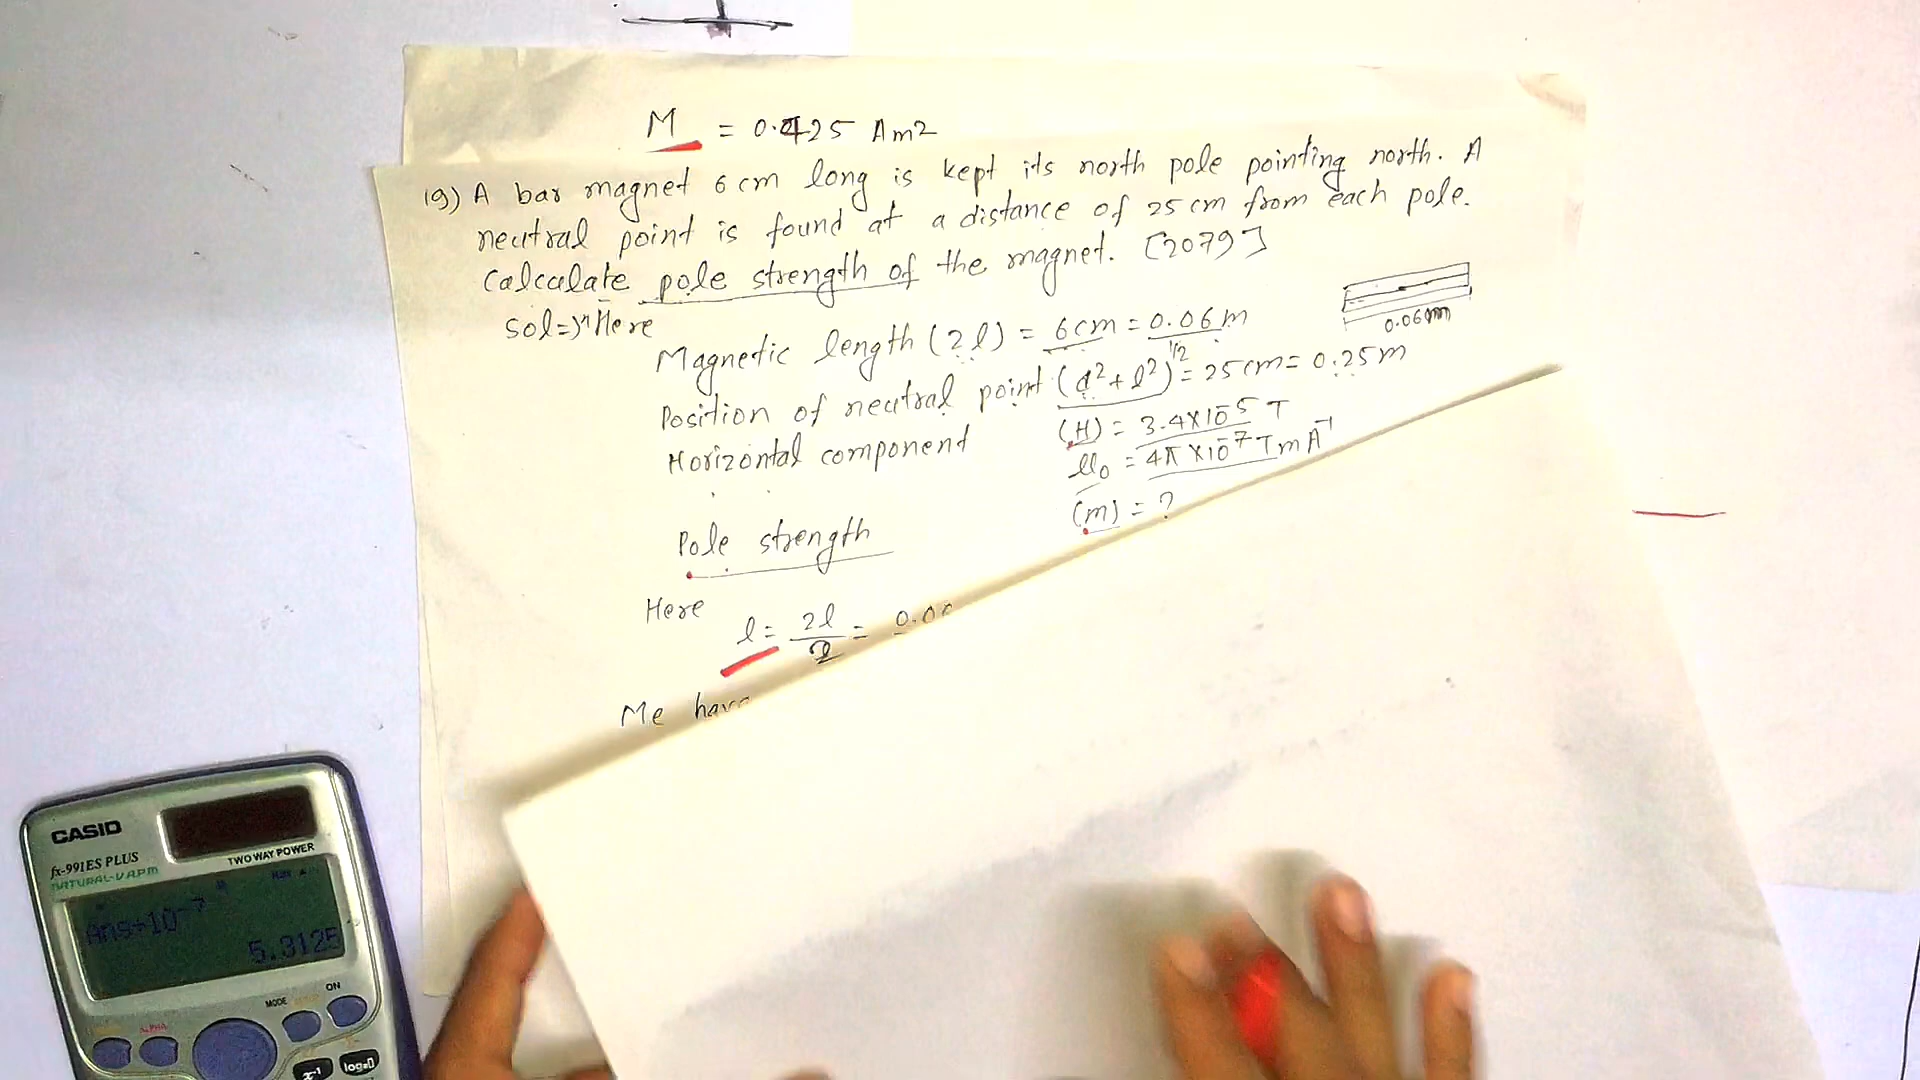 M = 0.425 Am2
19) A bar magnet 6 cm long is kept its north pole pointing north. A
neutral point is found at a distance of 25 cm from each pole.
Calculate pole strength of the magnet. [2079]
sol=)n Here
Magnetic length (2l) = 6cm = 0.06 m
0.06m
Position of neutral point (d²+l²)^1/2 = 25cm = 0.25m
Horizontal component (H) = 3.4×10^-5 T
μ₀ = 4π×10^-7 TmA^-1
Pole strength (m) = ?
Here
l = 2l/2 =
Me have
CASIO
fx-991ES PLUS
TWO WAY POWER
NATURAL-V.A.P.M
Ans÷10^-7
5.3125
MODE
ON
ALPHA
x^-1